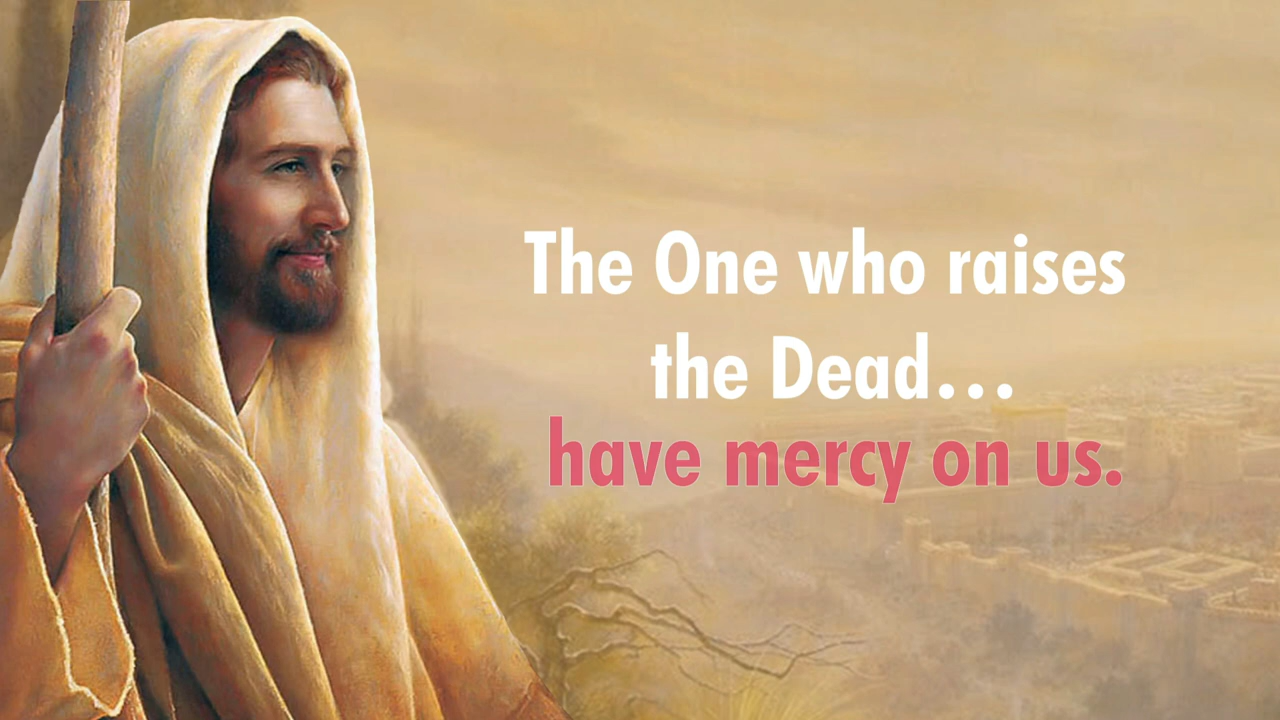 The One who raises
the Dead...
have mercy on us.